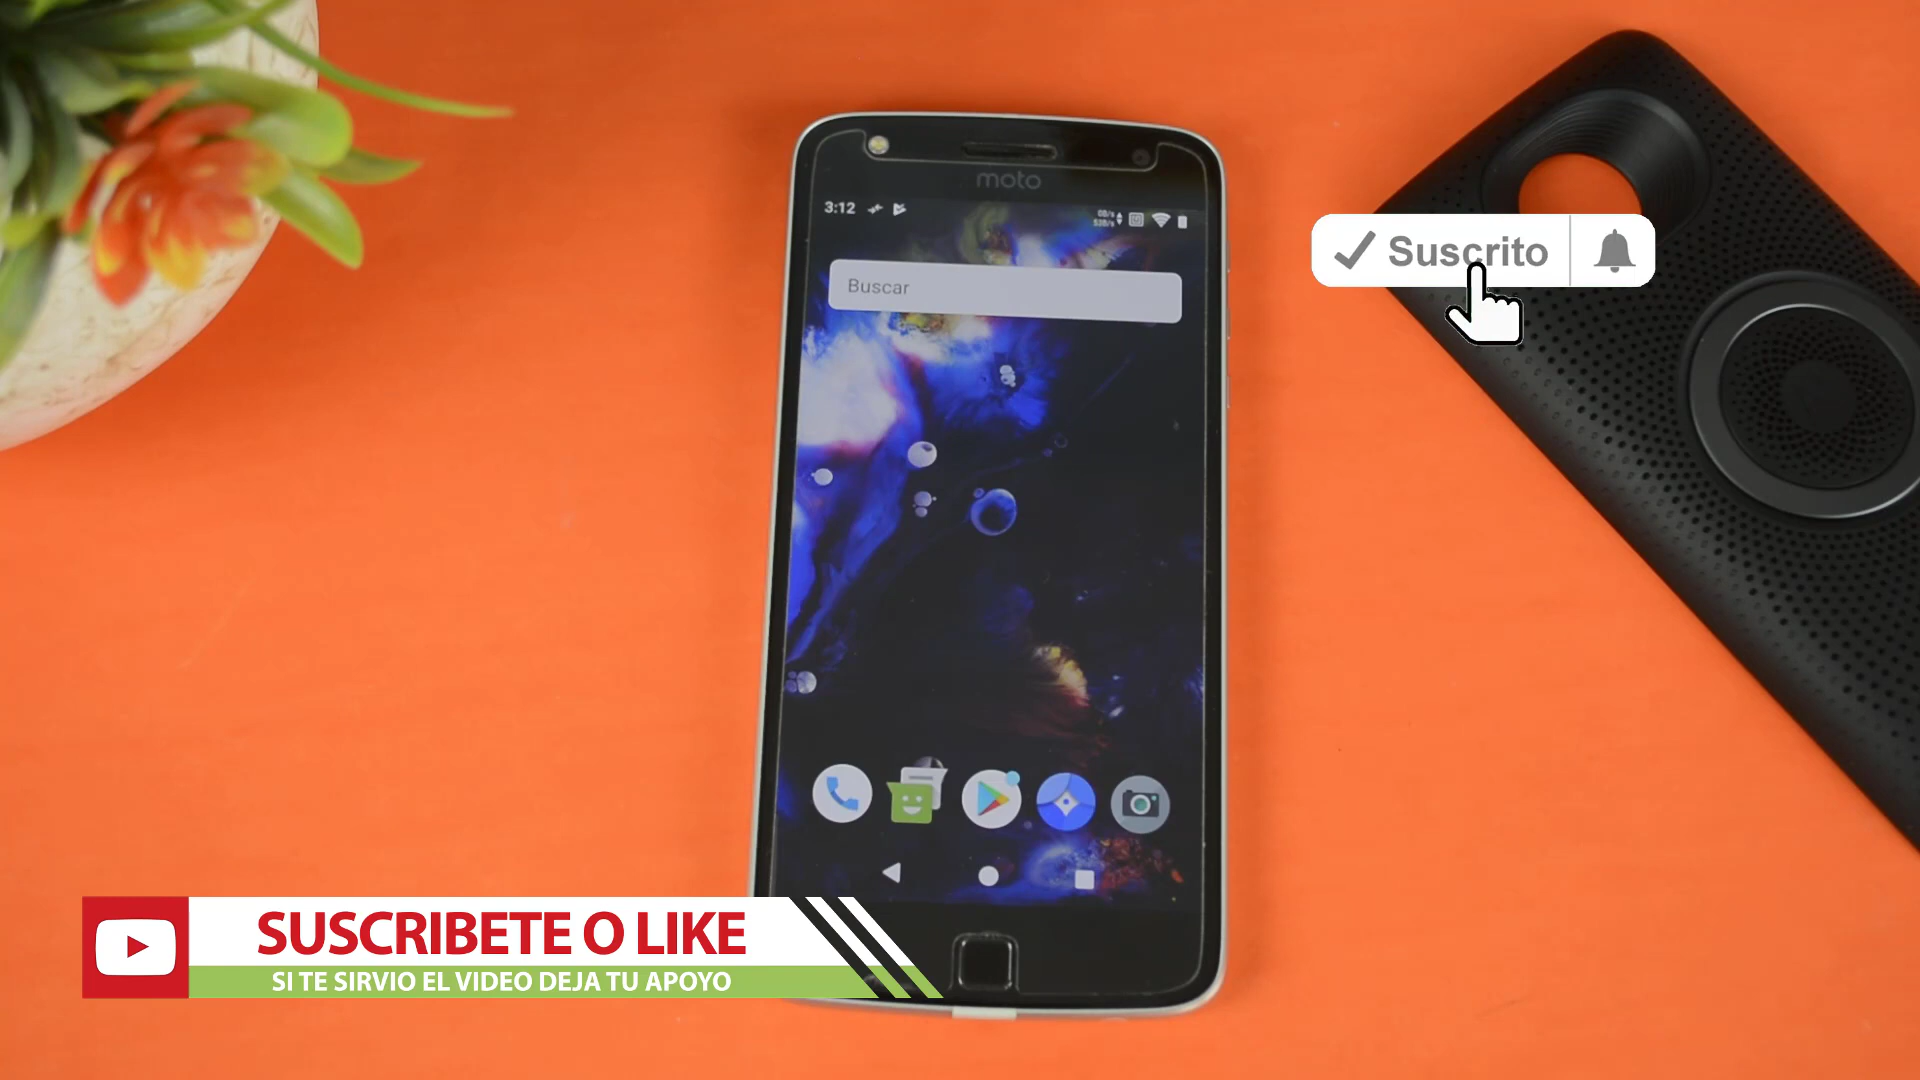 moto
3:12
Suscrito
Buscar
SUSCRIBETE O LIKE
SI TE SIRVIO EL VIDEO DEJA TU APOYO